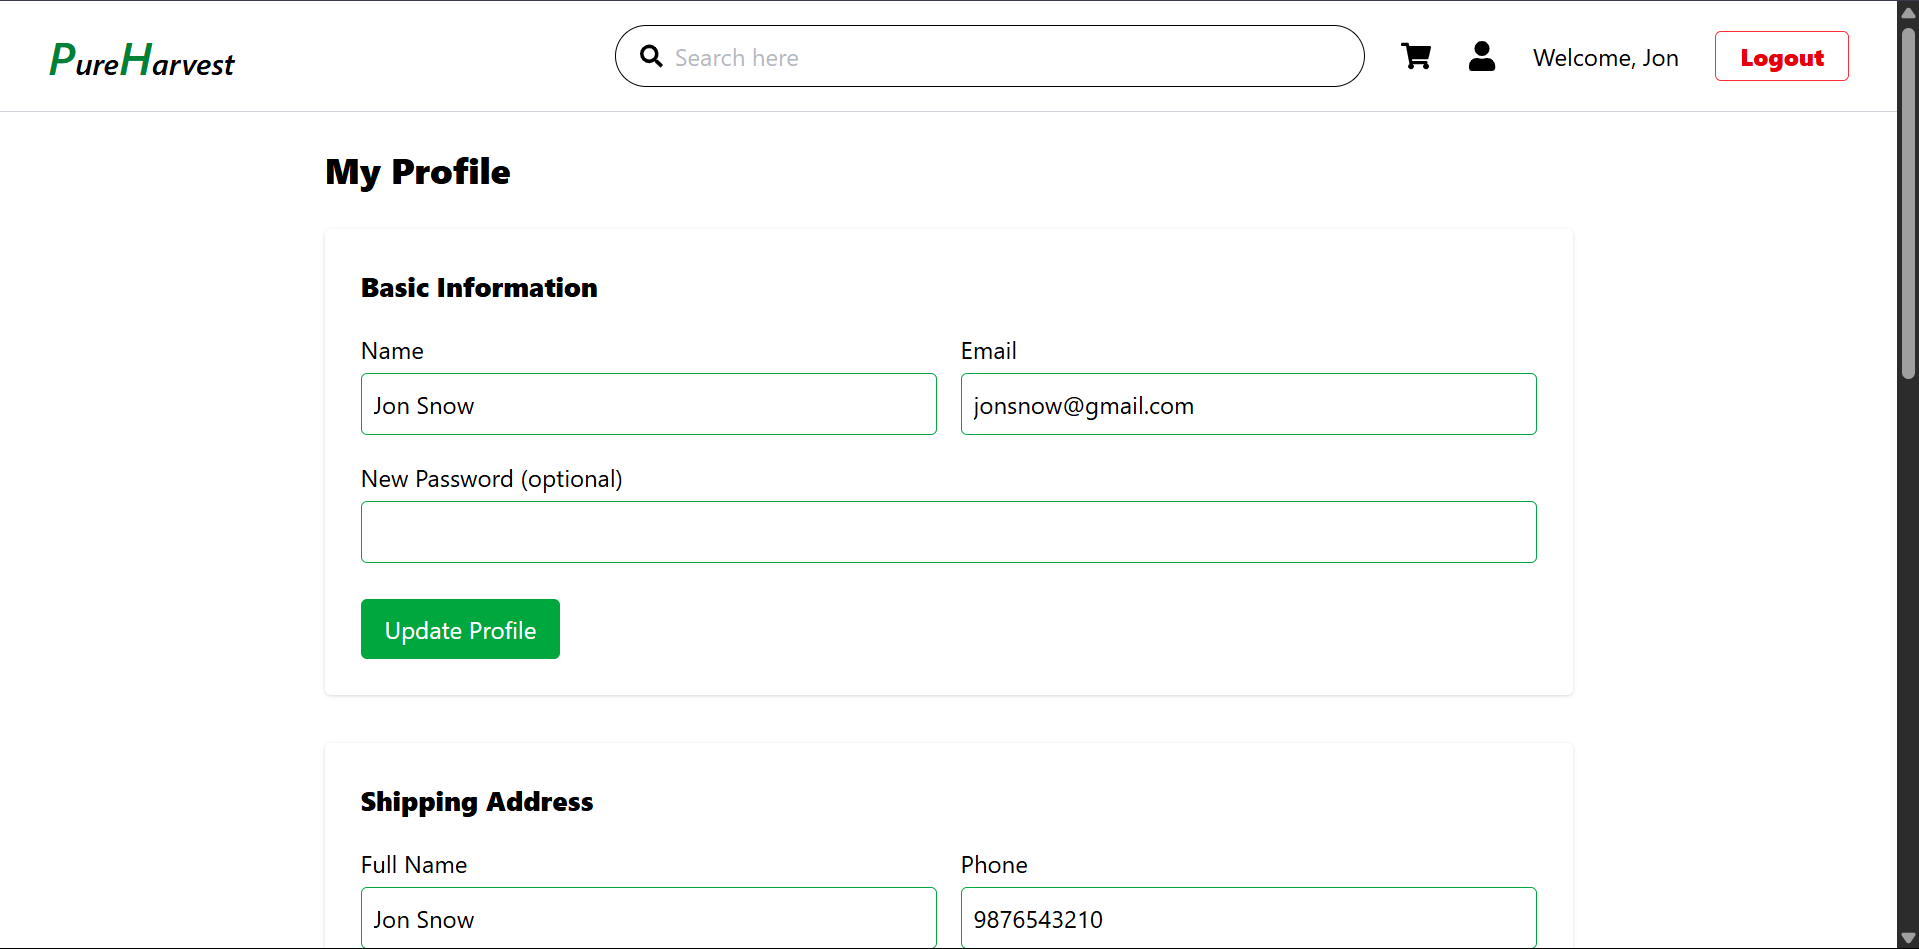 PureHarvest
Search here
Welcome, Jon
Logout
My Profile
Basic Information
Name
Email
Jon Snow
jonsnow@gmail.com
New Password (optional)
Update Profile
Shipping Address
Full Name
Phone
Jon Snow
9876543210